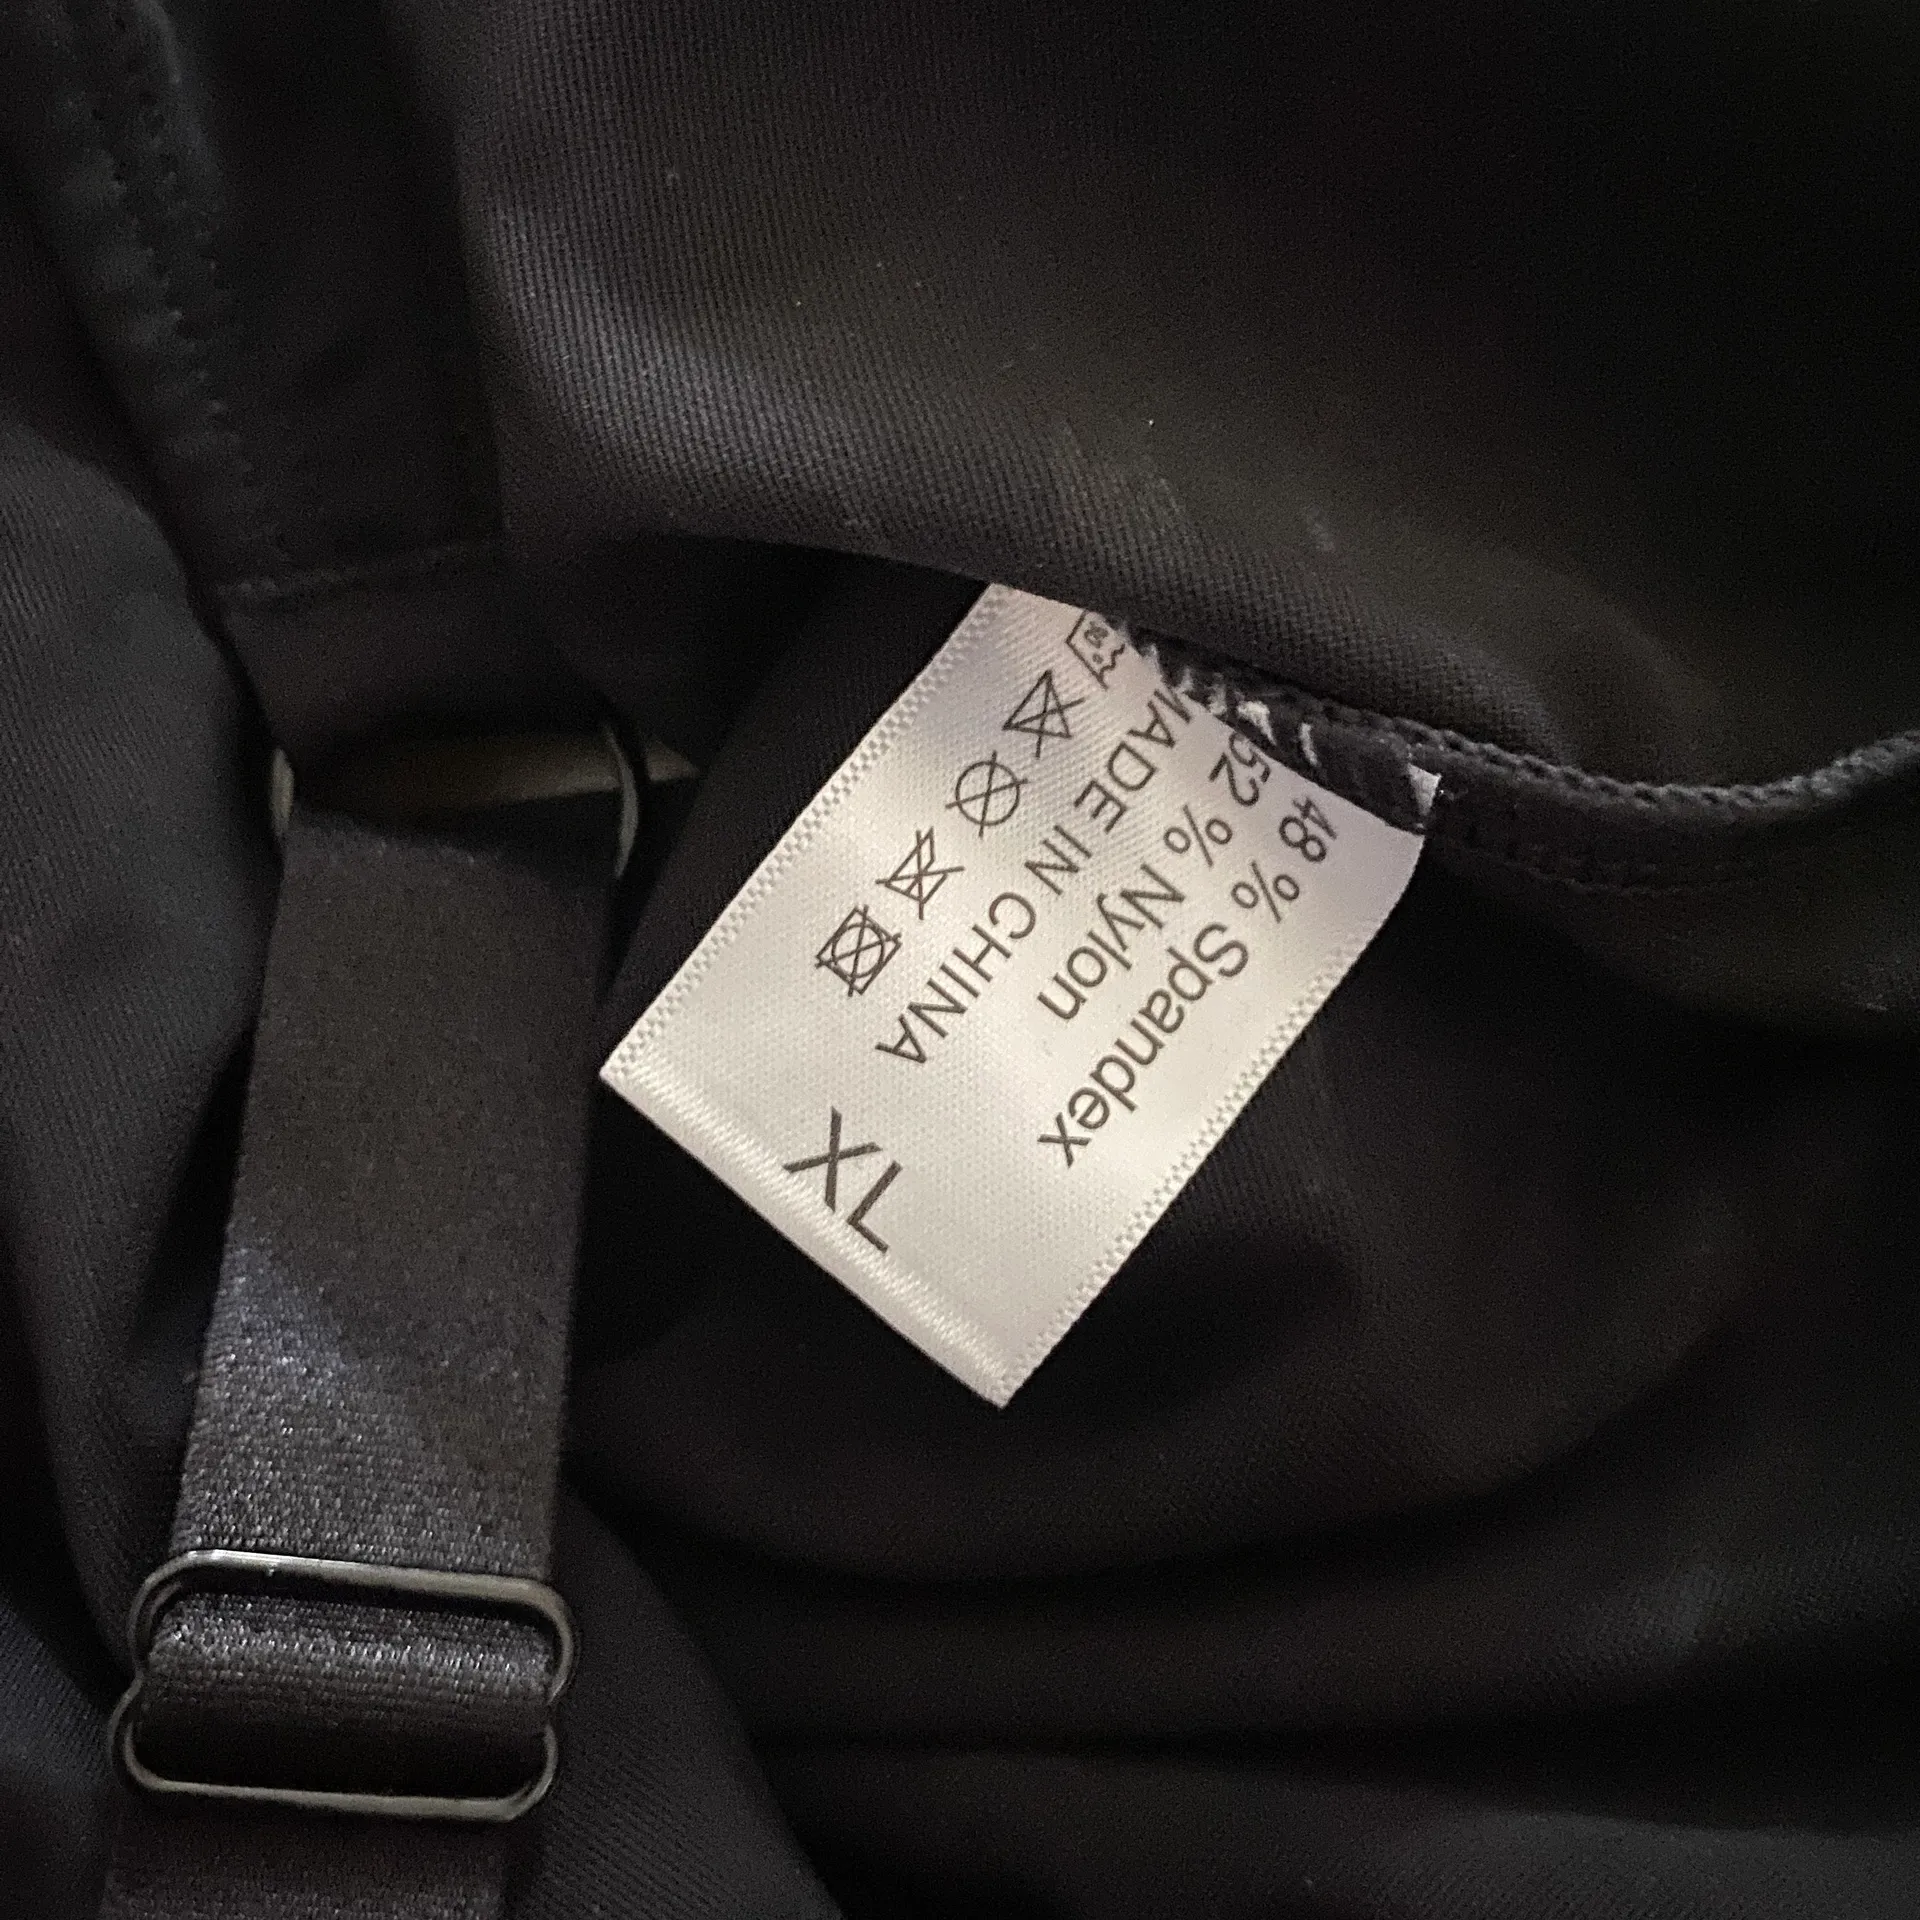 48 % Spandex
52 % Nylon
MADE IN CHINA
XL